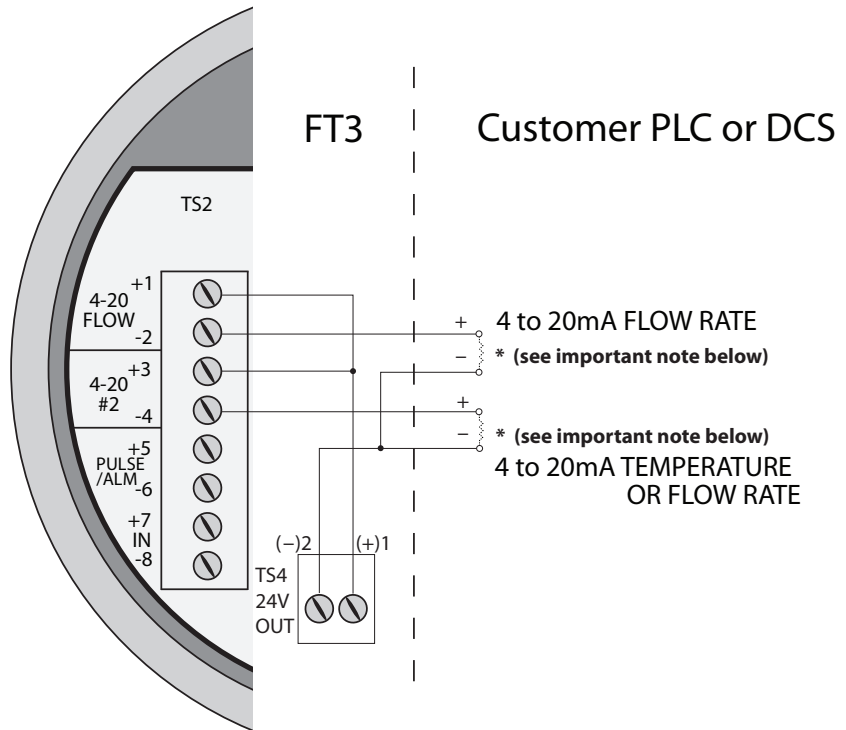 FT3
Customer PLC or DCS
TS2
+1
4-20
FLOW
-2
+3
4-20
#2
-4
+5
PULSE
/ALM
-6
+7
IN
-8
+ 4 to 20mA FLOW RATE
− * (see important note below)
+
− * (see important note below)
4 to 20mA TEMPERATURE
OR FLOW RATE
(−)2 (+)1
TS4
24V
OUT